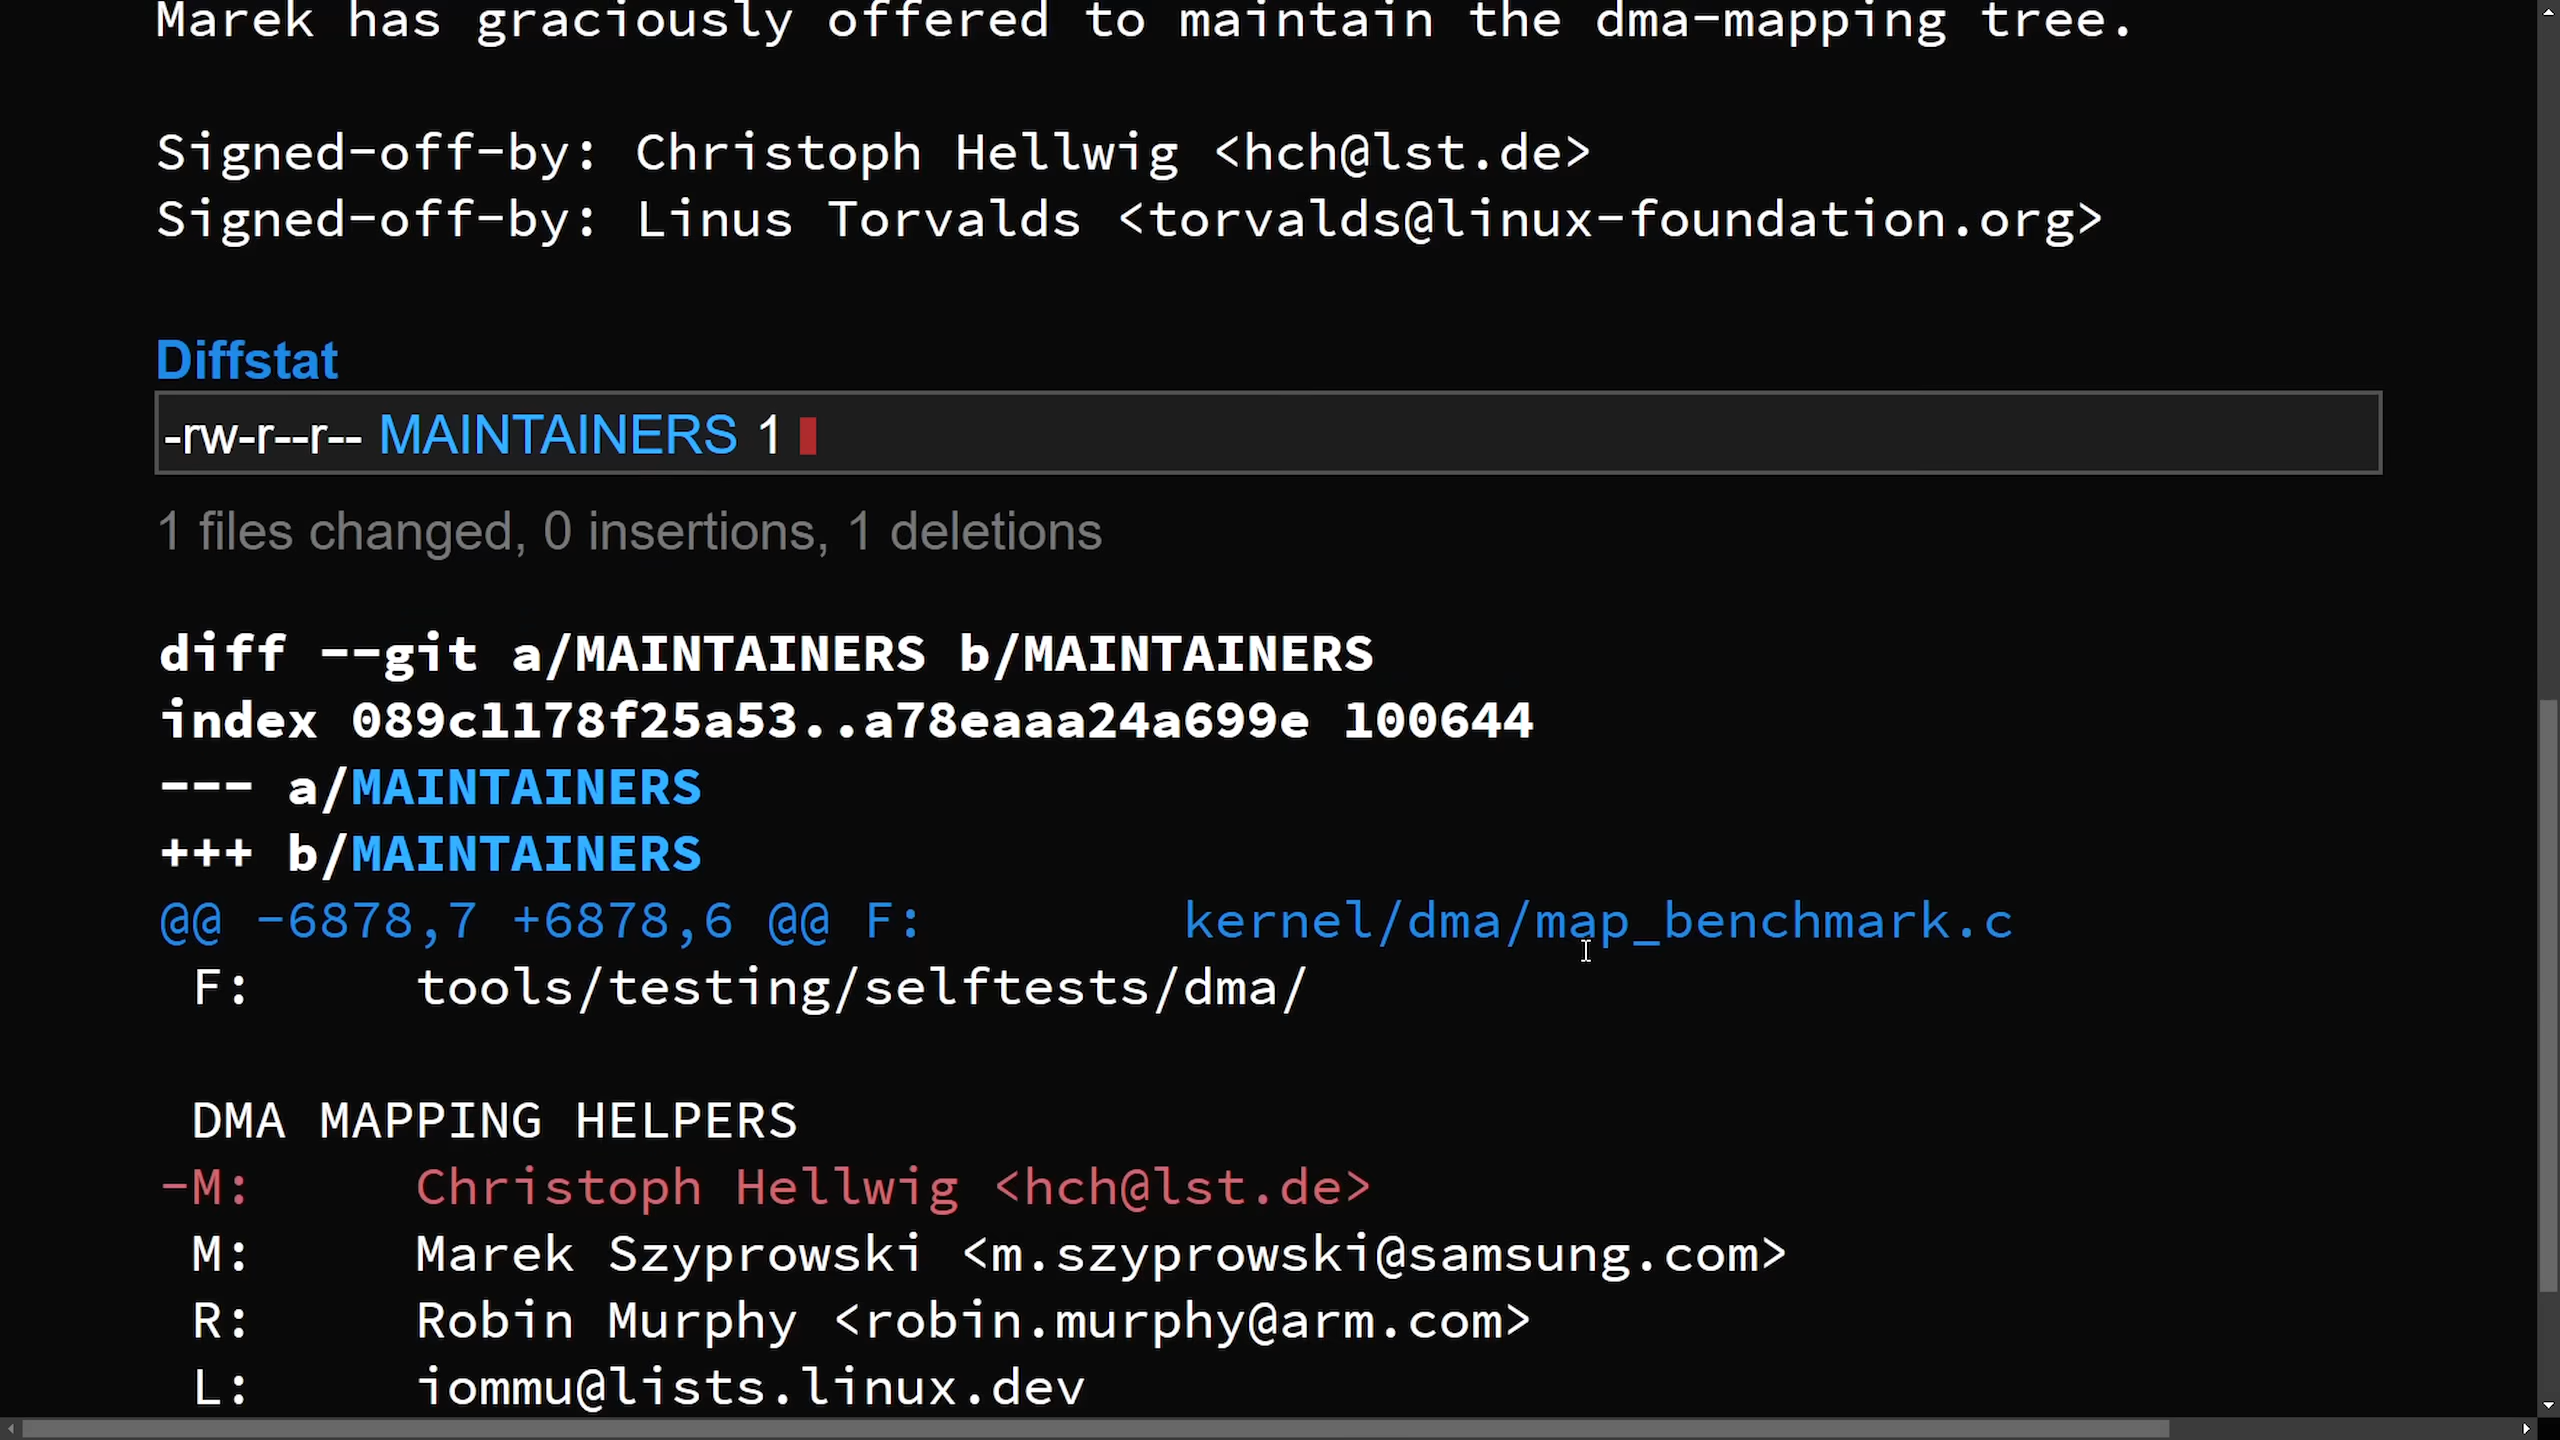 Marek has graciously offered to maintain the dma-mapping tree.
Signed-off-by: Christoph Hellwig <hch@lst.de>
Signed-off-by: Linus Torvalds <torvalds@linux-foundation.org>
Diffstat
-rw-r--r-- MAINTAINERS 1
1 files changed, 0 insertions, 1 deletions
diff --git a/MAINTAINERS b/MAINTAINERS
index 089c1178f25a53..a78eaaa24a699e 100644
--- a/MAINTAINERS
+++ b/MAINTAINERS
@@ -6878,7 +6878,6 @@ F: kernel/dma/map_benchmark.c
F: tools/testing/selftests/dma/
DMA MAPPING HELPERS
-M: Christoph Hellwig <hch@lst.de>
M: Marek Szyprowski <m.szyprowski@samsung.com>
R: Robin Murphy <robin.murphy@arm.com>
L: iommu@lists.linux.dev